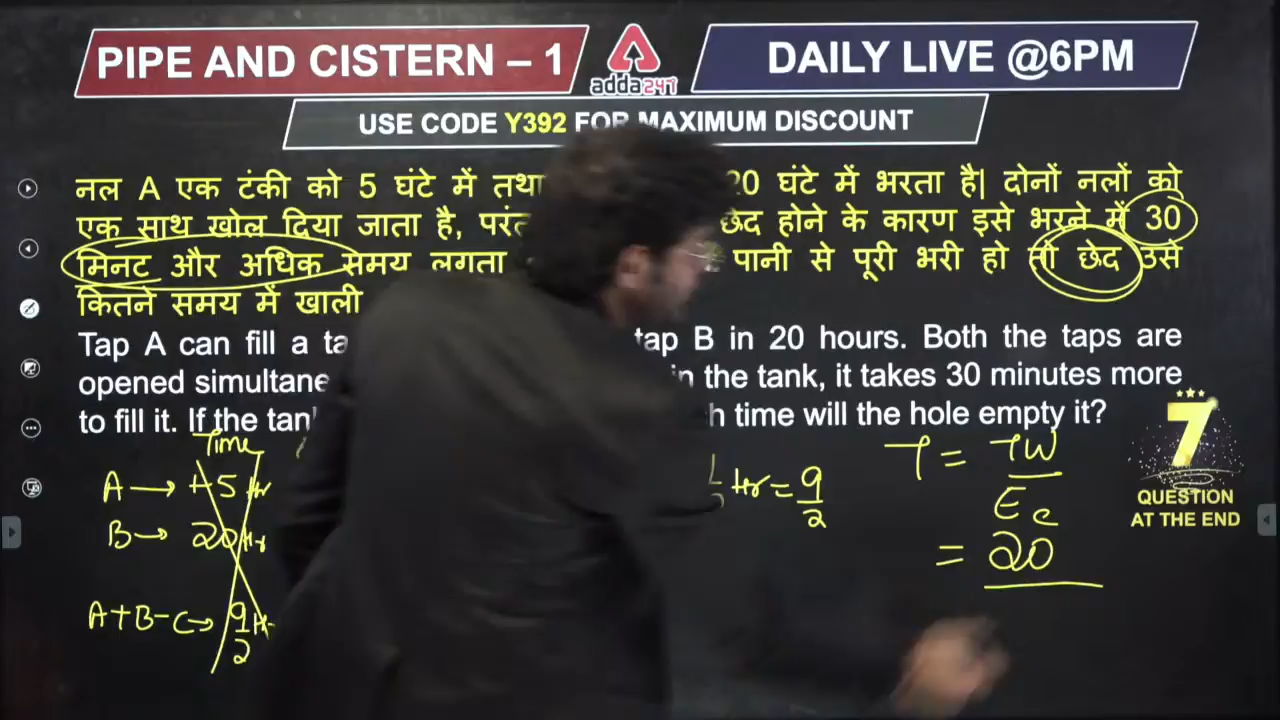 PIPE AND CISTERN – 1
adda247
DAILY LIVE @6PM
USE CODE Y392 FOR MAXIMUM DISCOUNT
नल A एक टंकी को 5 घंटे में तथा 20 घंटे में भरता है| दोनों नलों को
एक साथ खोल दिया जाता है, छेद होने के कारण इसे भरने में 30
मिनट और अधिक समय लगता पानी से पूरी भरी हो तो छेद उसे
कितने समय में खाली
Tap A can fill a tap B in 20 hours. Both the taps are
opened in the tank, it takes 30 minutes more
to fill it. If the time will the hole empty it?
7
QUESTION
AT THE END
Time
A → 5 Hr
B → 20 Hr
A+B-C → 9/2 Hr
Hr = 9/2
T = TW/Ec
= 20